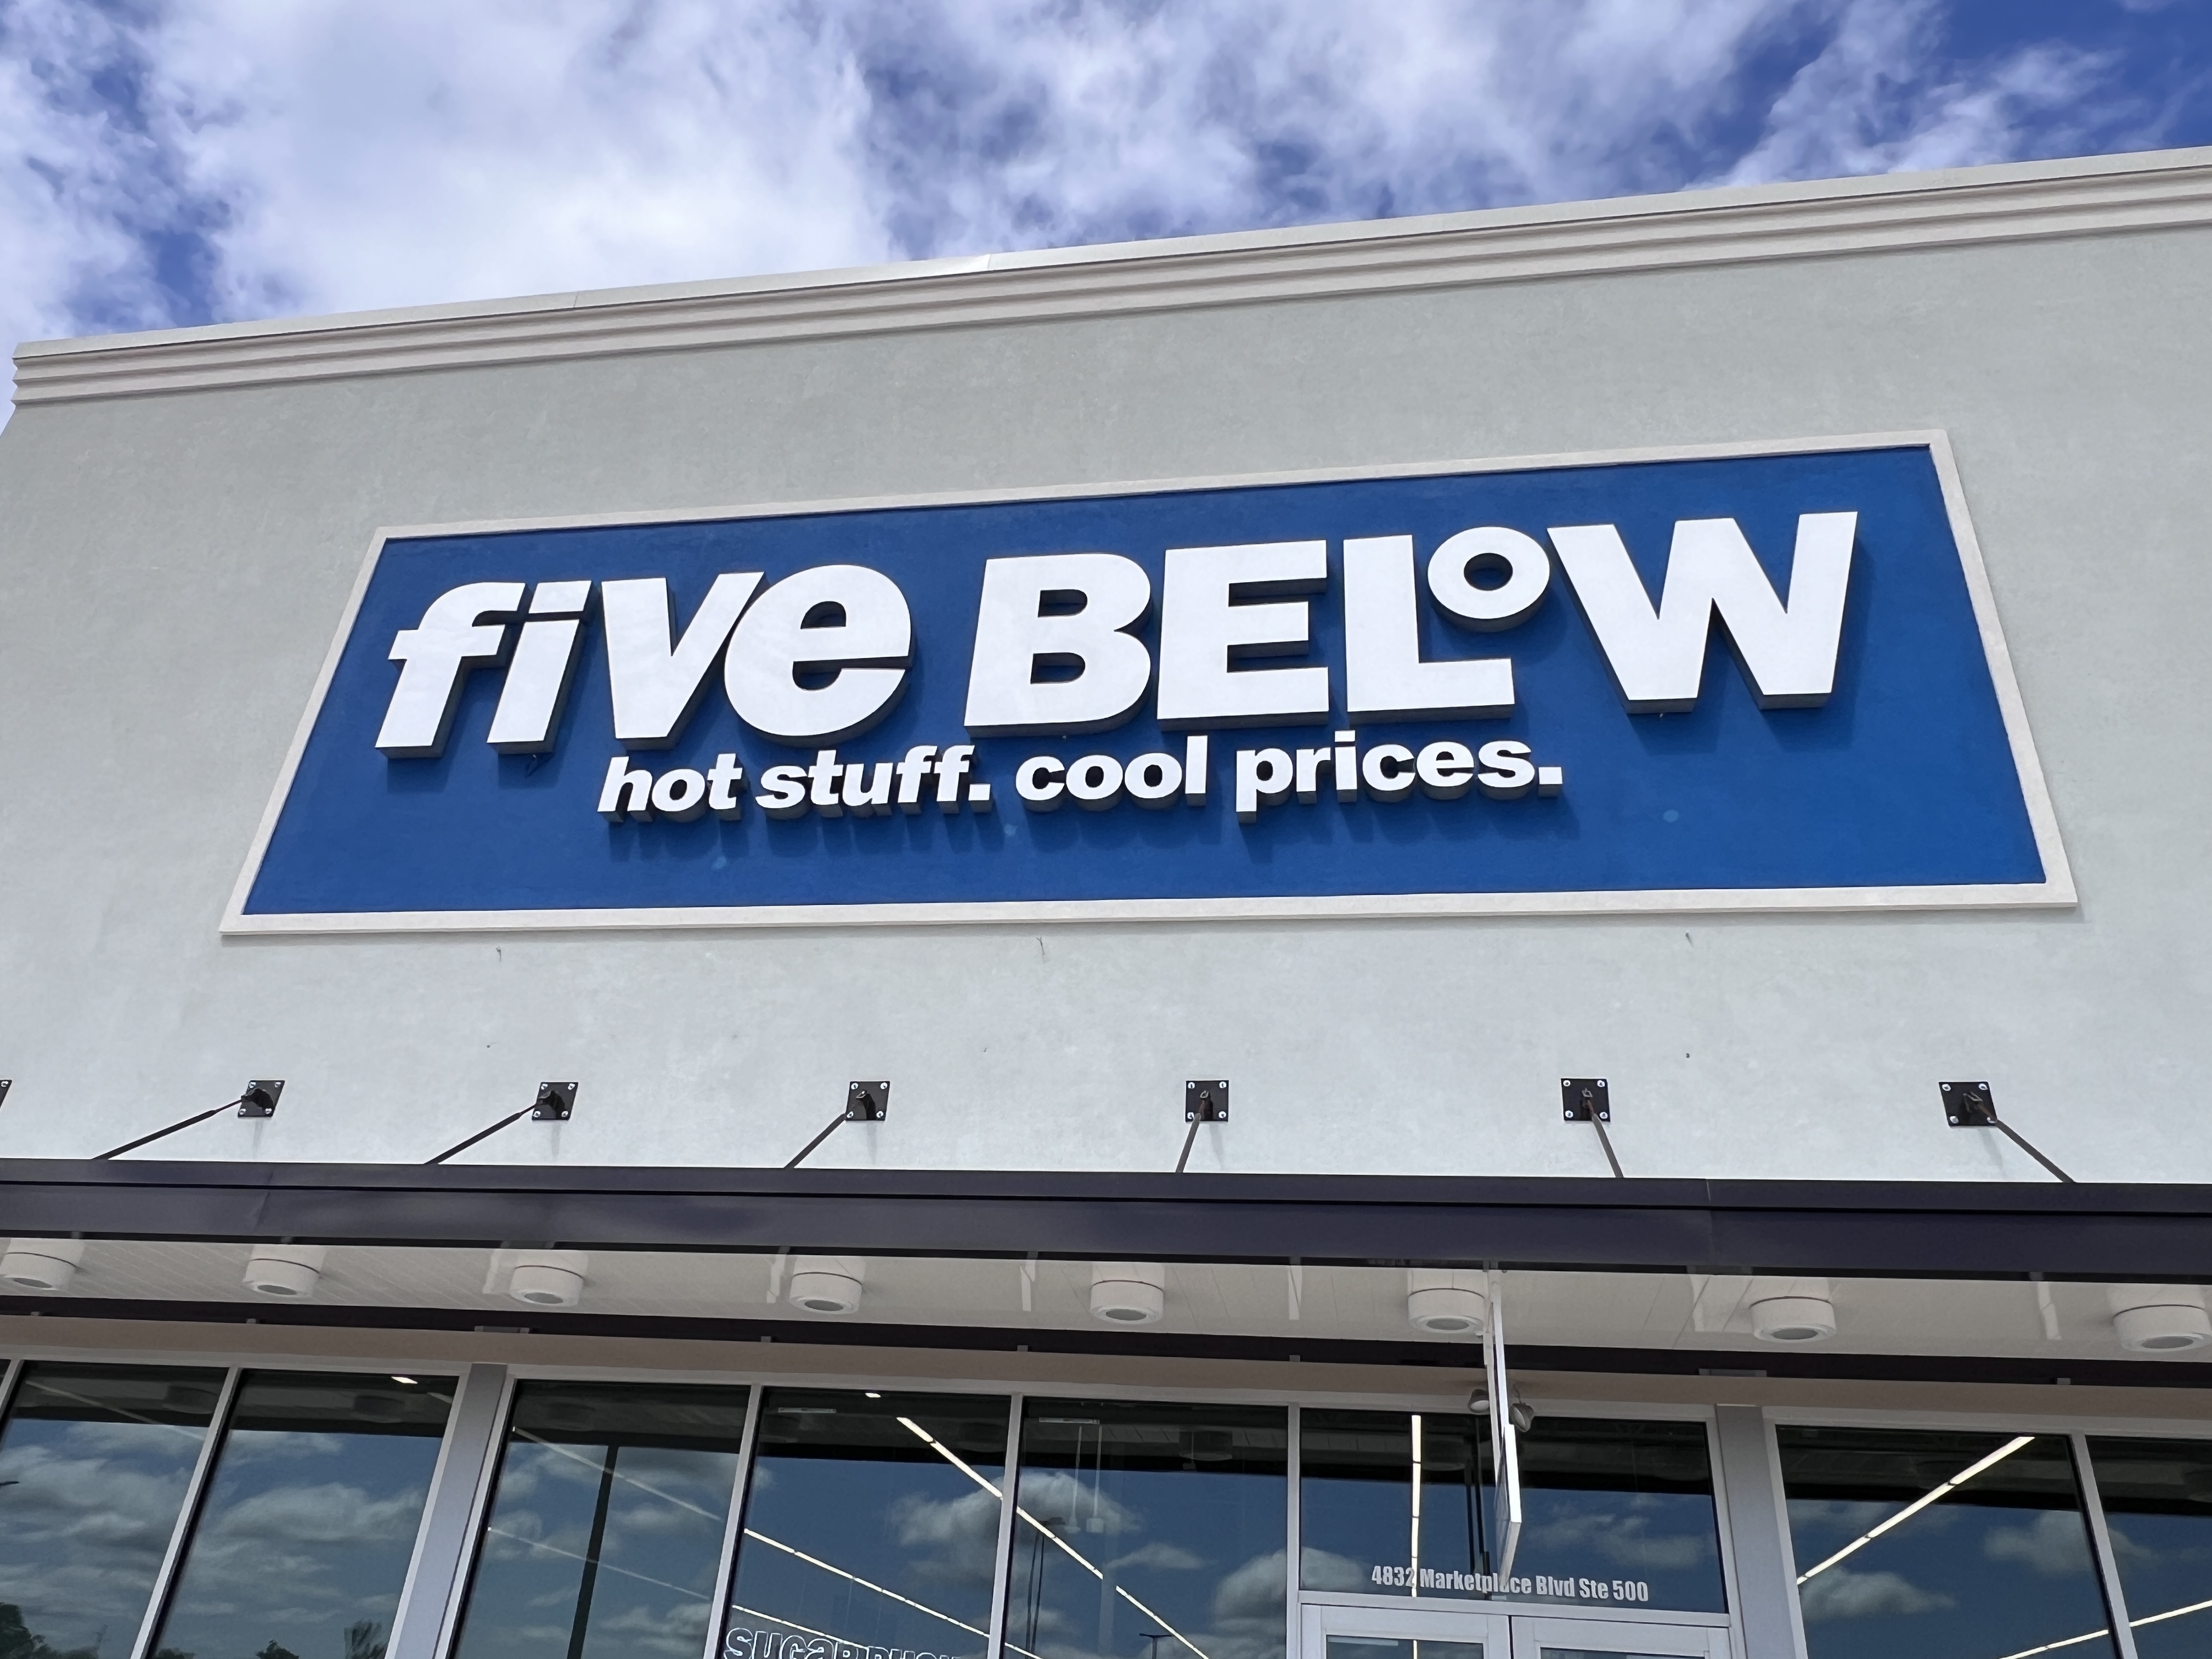 five BELOW
hot stuff. cool prices.
4832 Marketplace Blvd Ste 500